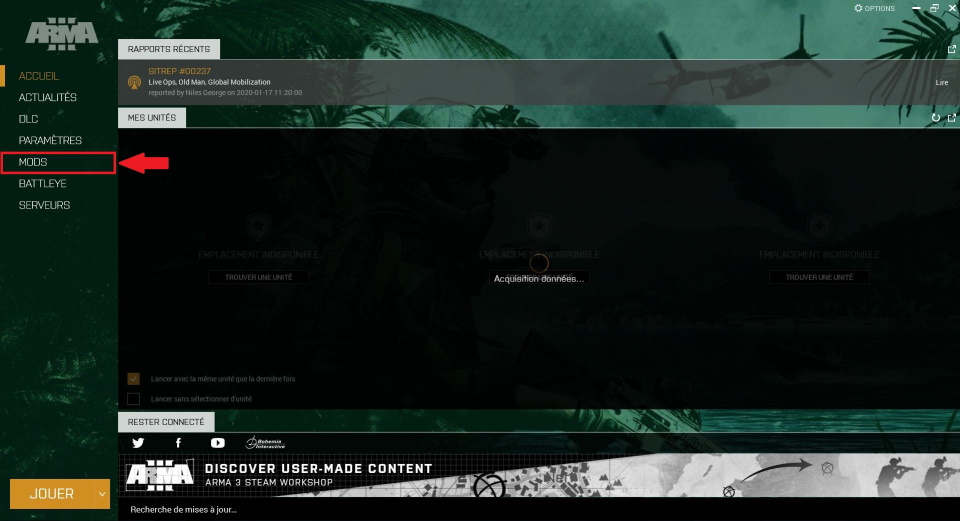 OPTIONS
ARMA
III
RAPPORTS RÉCENTS
ACCUEIL
ACTUALITÉS
DLC
PARAMÈTRES
MODS
BATTLEYE
SERVEURS
SITREP #00237
Live Ops, Old Man, Global Mobilization
reported by Niles George on 2020-01-17 11:20:00
Lire
MES UNITÉS
EMPLACEMENT INDISPONIBLE
TROUVER UNE UNITÉ
EMPLACEMENT INDISPONIBLE
Acquisition données...
EMPLACEMENT INDISPONIBLE
TROUVER UNE UNITÉ
Lancer avec la même unité que la dernière fois
Lancer sans sélectionner d'unité
RESTER CONNECTÉ
Bohemia
Interactive
ARMA
III
DISCOVER USER-MADE CONTENT
ARMA 3 STEAM WORKSHOP
JOUER
Recherche de mises à jour...